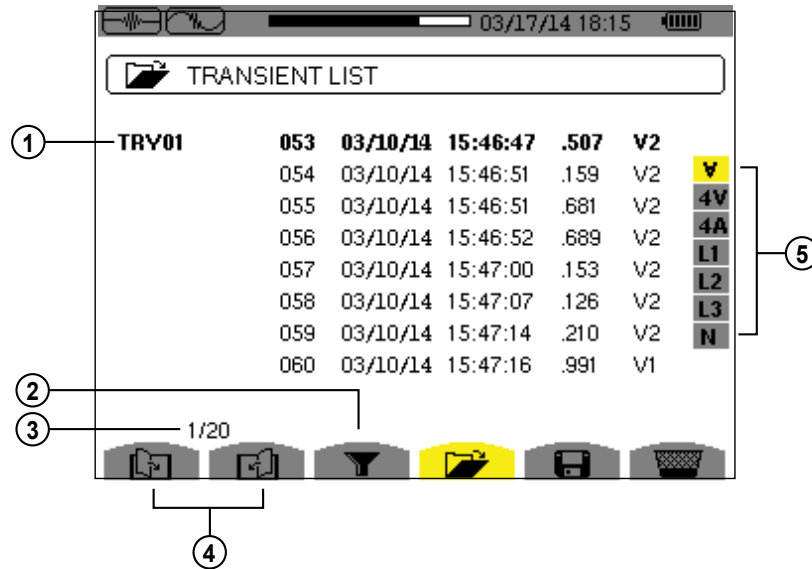 03/17/14 18:15
TRANSIENT LIST
1
TRY01 053 03/10/14 15:46:47 .507 V2
054 03/10/14 15:46:51 .159 V2
055 03/10/14 15:46:51 .681 V2
056 03/10/14 15:46:52 .689 V2
057 03/10/14 15:47:00 .153 V2
058 03/10/14 15:47:07 .126 V2
059 03/10/14 15:47:14 .210 V2
060 03/10/14 15:47:16 .991 V1
∀
4V
4A
L1
L2
L3
N
5
2
3
1/20
4